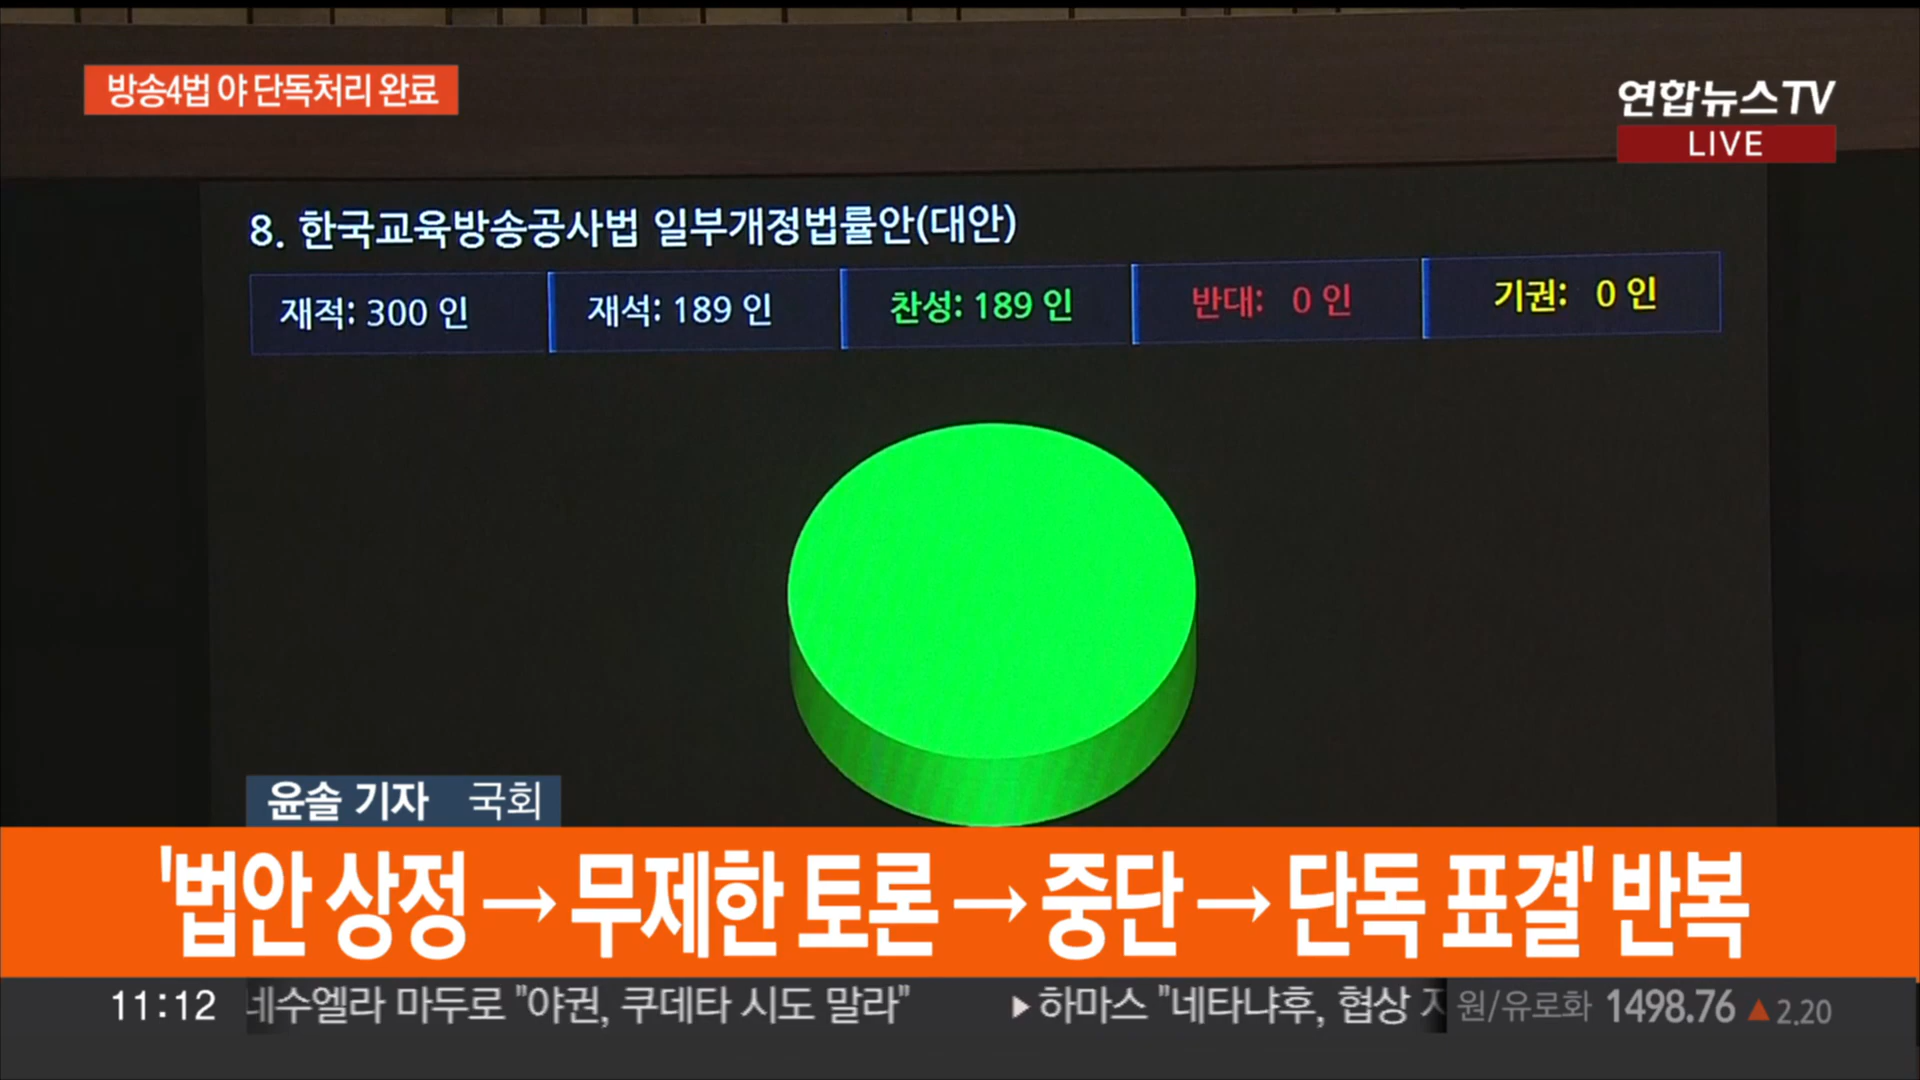 방송4법 야 단독처리 완료
연합뉴스TV
LIVE
8. 한국교육방송공사법 일부개정법률안(대안)
재적: 300 인 재석: 189 인 찬성: 189 인 반대: 0 인 기권: 0 인
윤솔 기자 국회
'법안 상정→무제한 토론→중단→단독 표결' 반복
11:12 네수엘라 마두로 "야권, 쿠데타 시도 말라" ▶하마스 "네타냐후, 협상 원/유로화 1498.76 ▲2.20